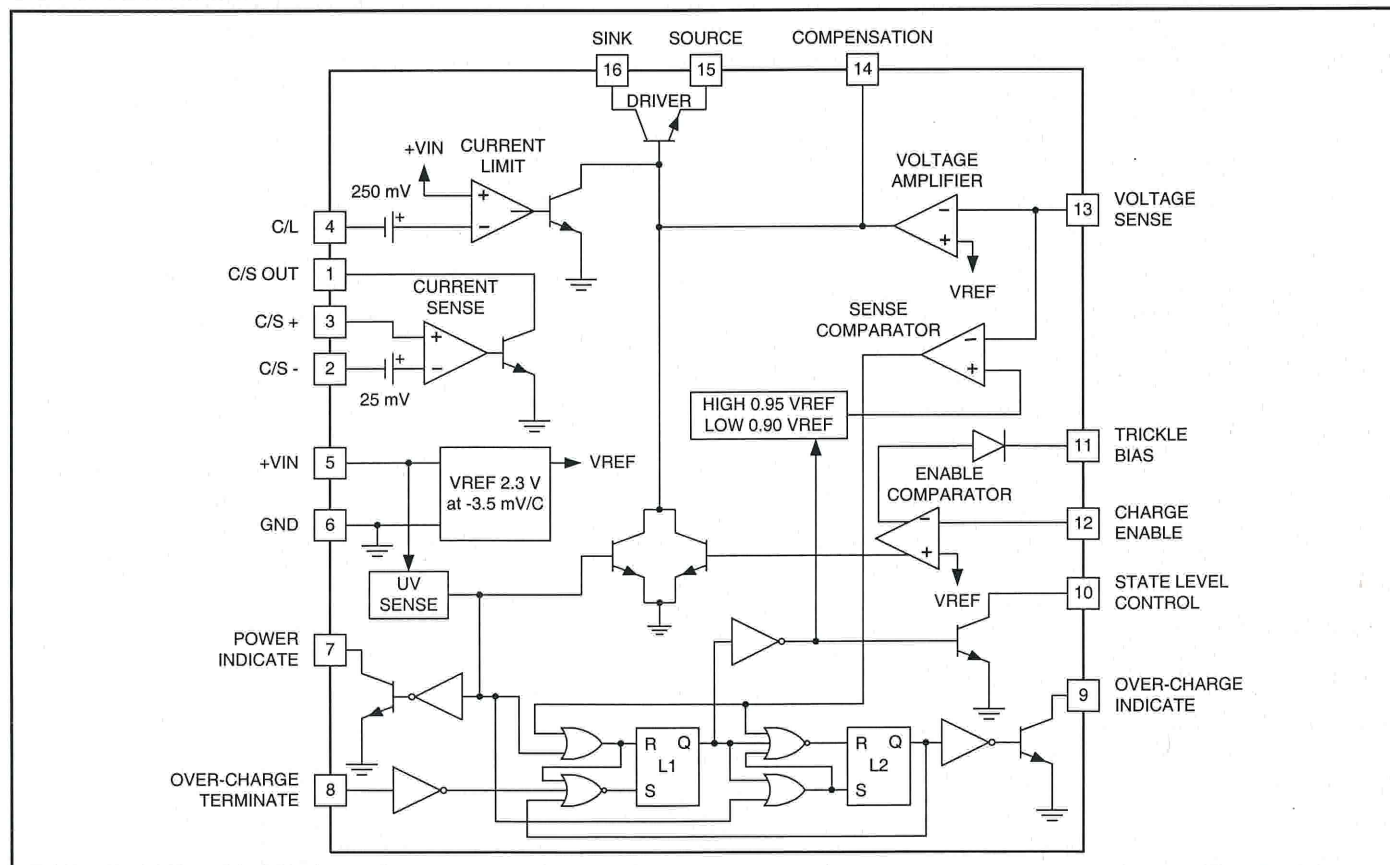 SINK
SOURCE
COMPENSATION
16
15
14
DRIVER
+VIN
CURRENT
LIMIT
VOLTAGE
AMPLIFIER
250 mV
+
+
−
−
+
C/L
4
13
VOLTAGE
SENSE
C/S OUT
1
CURRENT
SENSE
VREF
C/S +
3
+
SENSE
COMPARATOR
−
+
C/S -
2
+
−
25 mV
HIGH 0.95 VREF
LOW 0.90 VREF
+VIN
5
VREF 2.3 V
at -3.5 mV/C
VREF
11
TRICKLE
BIAS
ENABLE
COMPARATOR
GND
6
−
+
12
CHARGE
ENABLE
UV
SENSE
VREF
10
STATE LEVEL
CONTROL
POWER
INDICATE
7
9
OVER-CHARGE
INDICATE
R
Q
L1
S
R
Q
L2
S
OVER-CHARGE
TERMINATE
8